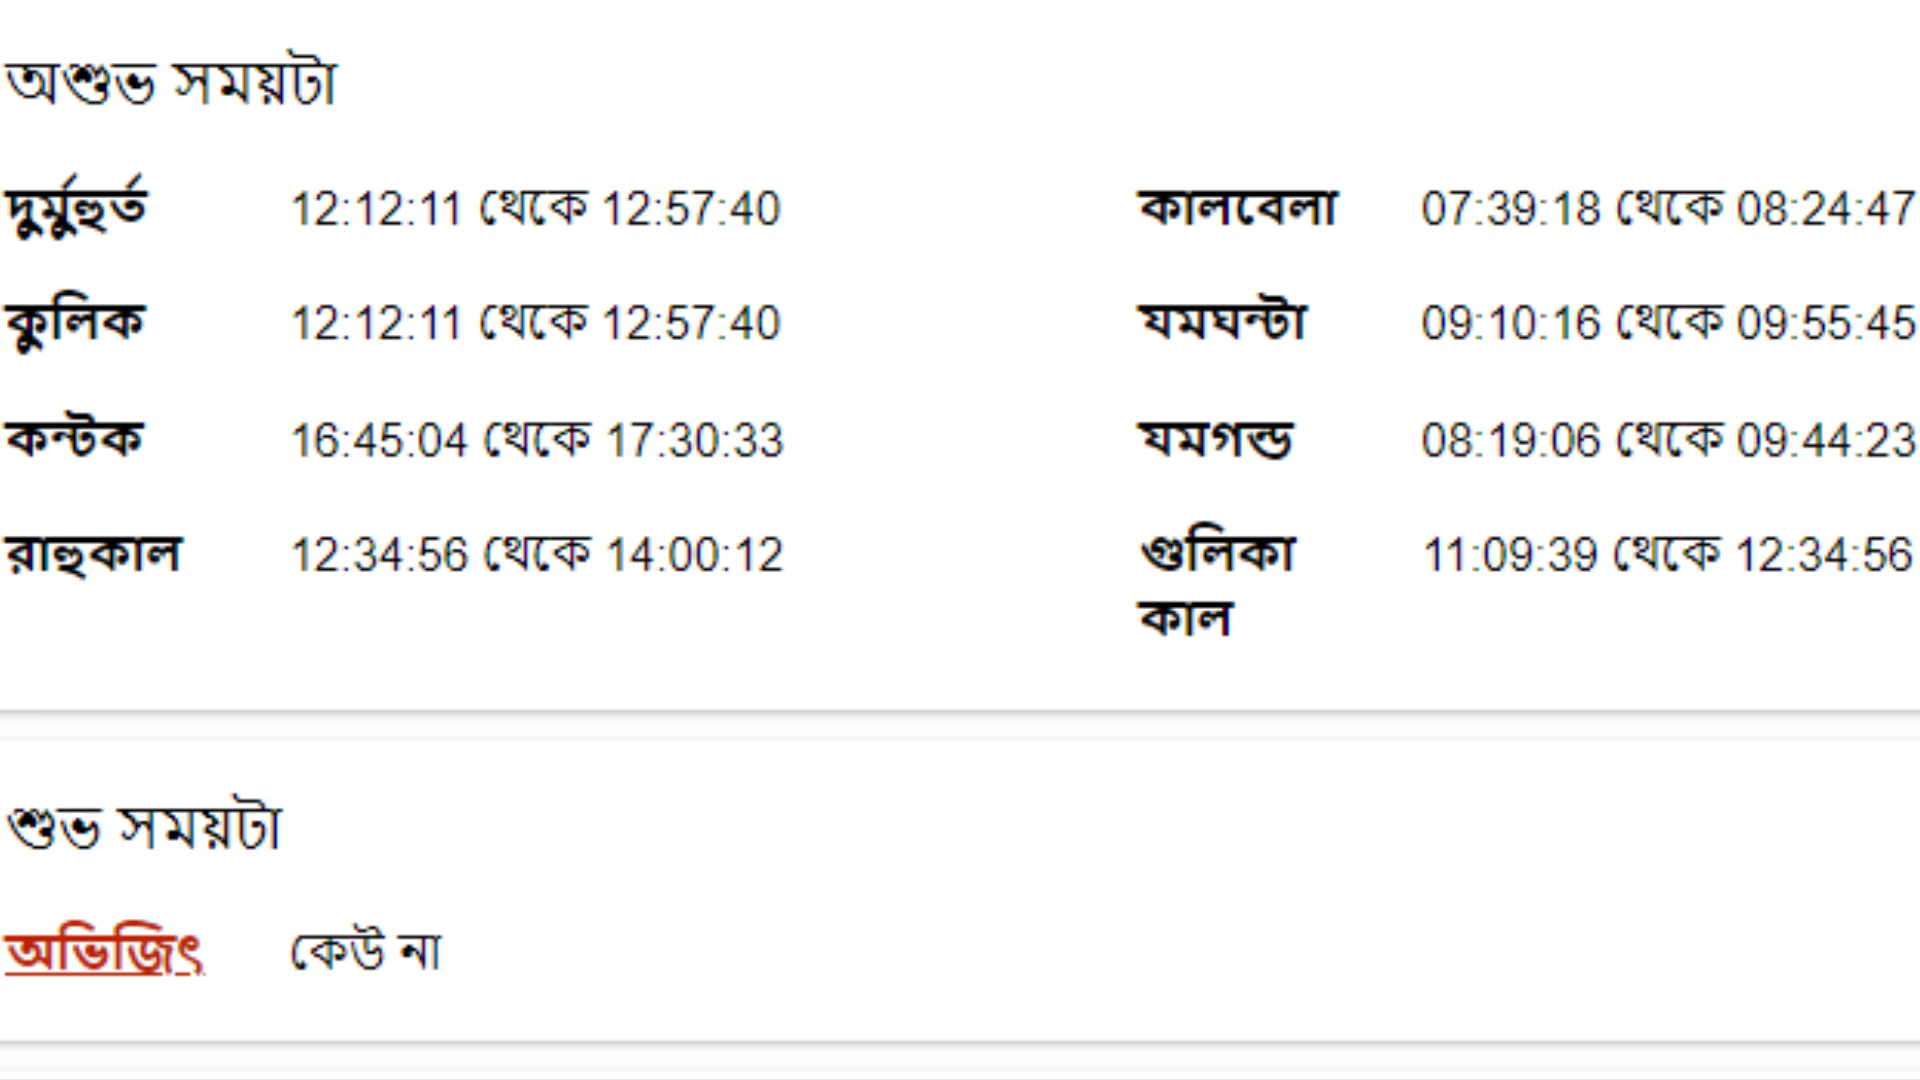 অশুভ সময়টা
দুর্মুহুর্ত 12:12:11 থেকে 12:57:40 কালবেলা 07:39:18 থেকে 08:24:47
কুলিক 12:12:11 থেকে 12:57:40 যমঘন্টা 09:10:16 থেকে 09:55:45
কন্টক 16:45:04 থেকে 17:30:33 যমগন্ড 08:19:06 থেকে 09:44:23
রাহুকাল 12:34:56 থেকে 14:00:12 গুলিকা 11:09:39 থেকে 12:34:56
কাল
শুভ সময়টা
অভিজিৎ কেউ না